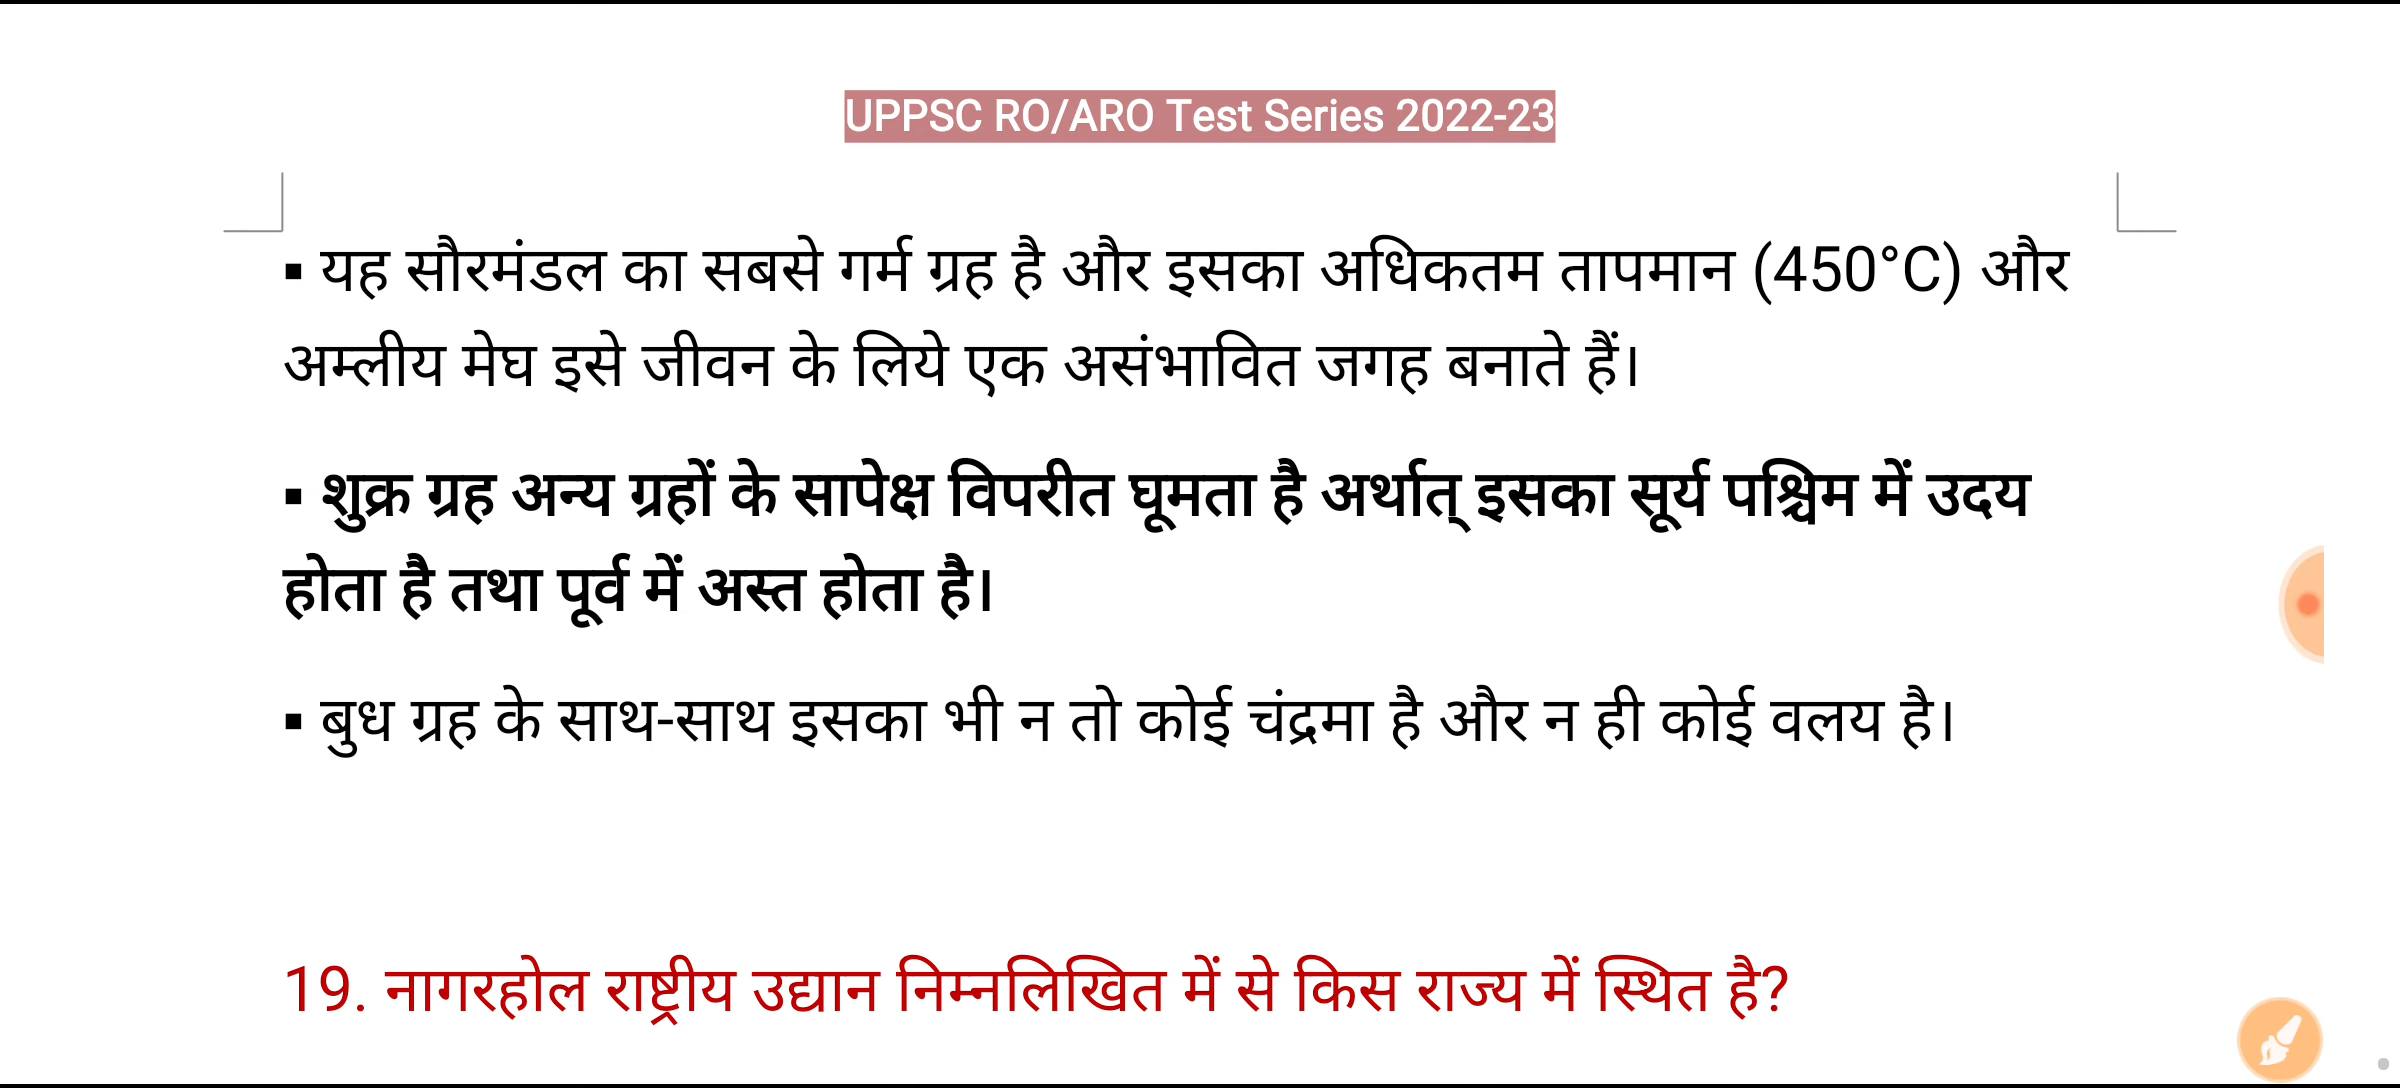 UPPSC RO/ARO Test Series 2022-23
▪ यह सौरमंडल का सबसे गर्म ग्रह है और इसका अधिकतम तापमान (450°C) और
अम्लीय मेघ इसे जीवन के लिये एक असंभावित जगह बनाते हैं।
▪ शुक्र ग्रह अन्य ग्रहों के सापेक्ष विपरीत घूमता है अर्थात् इसका सूर्य पश्चिम में उदय
होता है तथा पूर्व में अस्त होता है।
▪ बुध ग्रह के साथ-साथ इसका भी न तो कोई चंद्रमा है और न ही कोई वलय है।
19. नागरहोल राष्ट्रीय उद्यान निम्नलिखित में से किस राज्य में स्थित है?